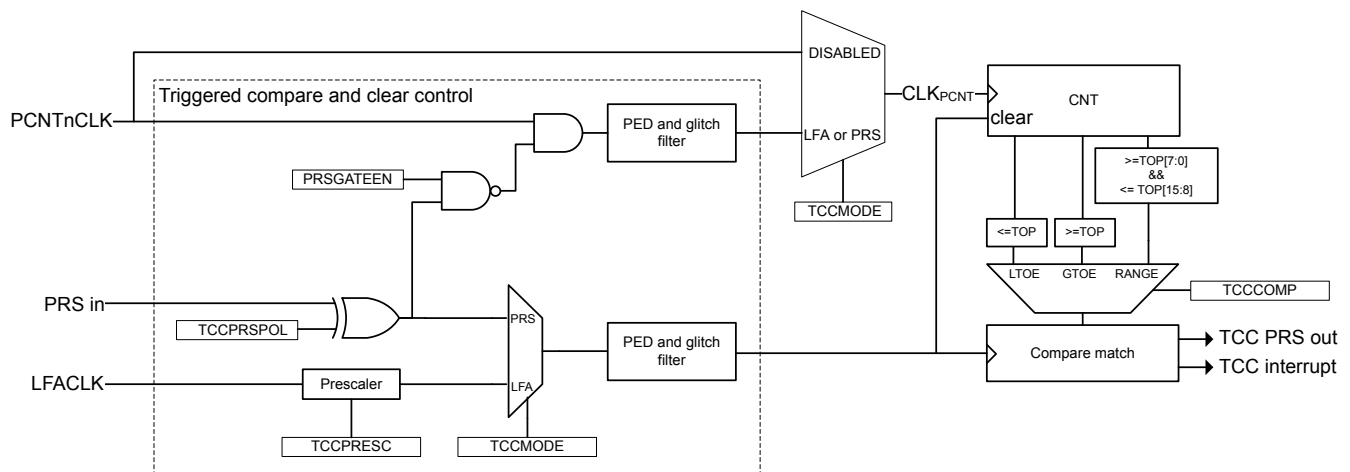 DISABLED
Triggered compare and clear control
PCNTnCLK
CLKPCNT
CNT
clear
PED and glitch
filter
LFA or PRS
>=TOP[7:0]
&&
<= TOP[15:8]
PRSGATEEN
TCCMODE
<=TOP
>=TOP
LTOE
GTOE
RANGE
TCCCOMP
PRS in
TCCPRSPOL
PRS
PED and glitch
filter
Compare match
TCC PRS out
TCC interrupt
LFACLK
Prescaler
LFA
TCCPRESC
TCCMODE